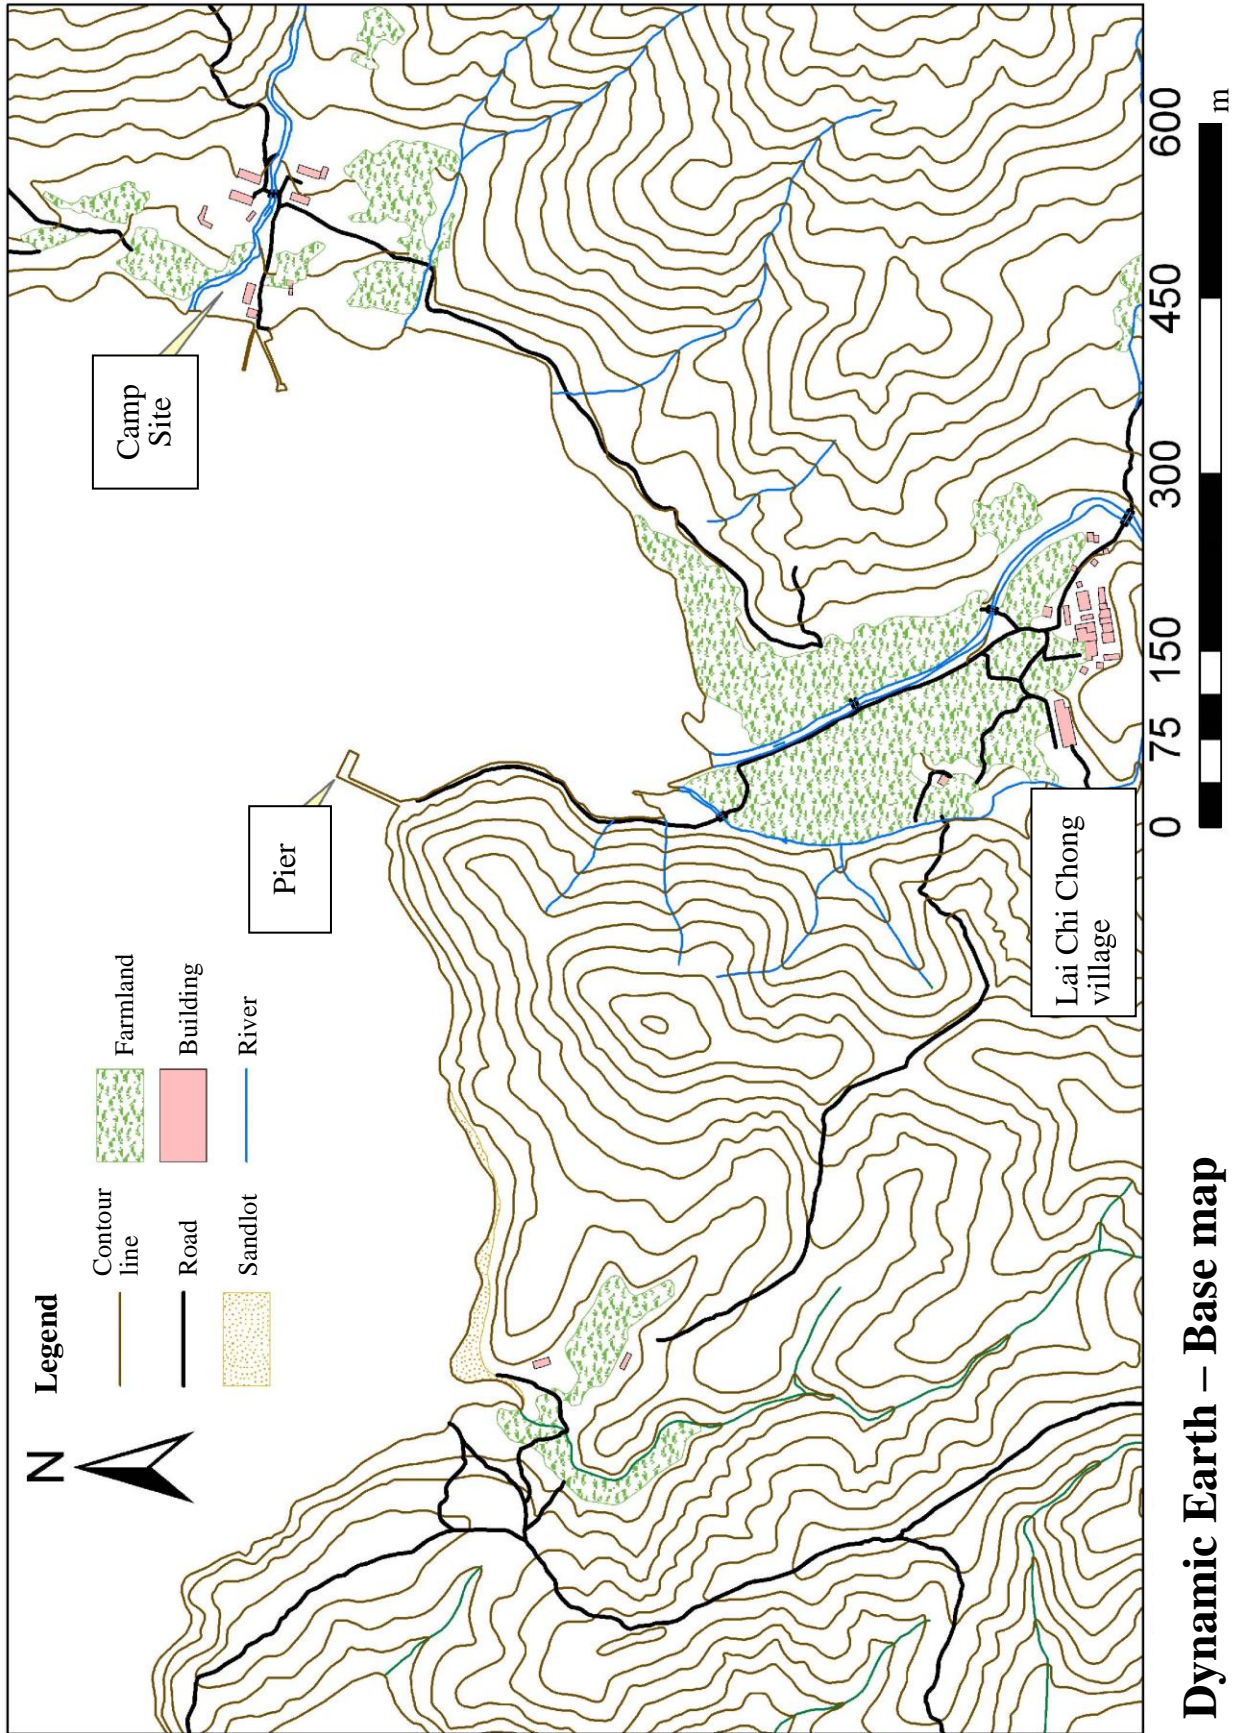 N
Legend
Contour
line
Farmland
Road
Building
Sandlot
River
Pier
Camp
Site
Lai Chi Chong
village
Dynamic Earth – Base map
0 75 150 300 450 600
m